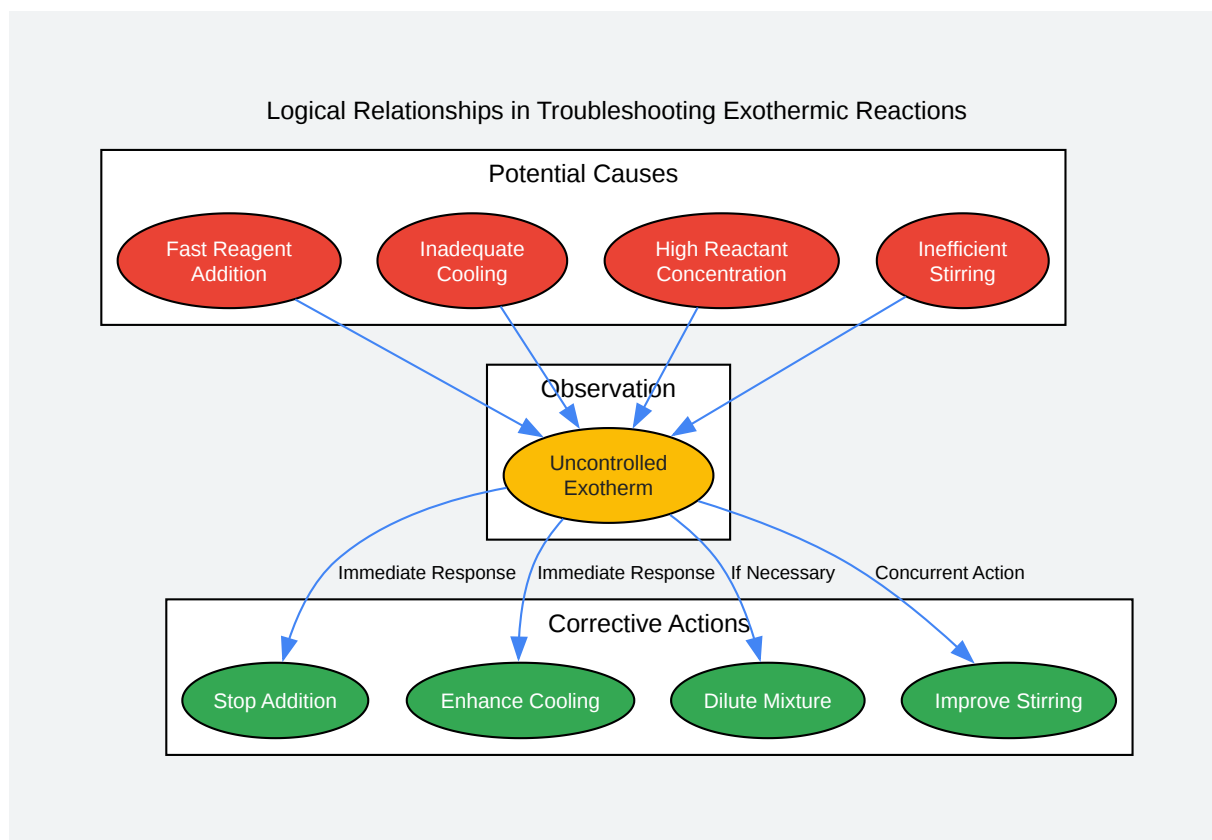 Logical Relationships in Troubleshooting Exothermic Reactions
Potential Causes
Fast Reagent
Addition
Inadequate
Cooling
High Reactant
Concentration
Inefficient
Stirring
Observation
Uncontrolled
Exotherm
Immediate Response
Immediate Response
If Necessary
Concurrent Action
Corrective Actions
Stop Addition
Enhance Cooling
Dilute Mixture
Improve Stirring